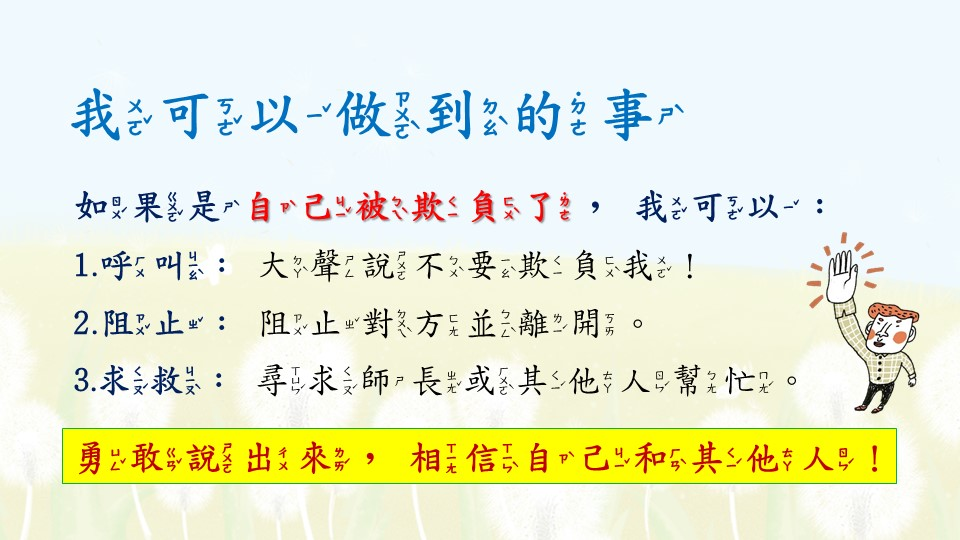 我可以做到的事
如果是自己被欺負了，我可以：
1.呼叫：大聲說不要欺負我！
2.阻止：阻止對方並離開。
3.求救：尋求師長或其他人幫忙。
勇敢說出來，相信自己和其他人！